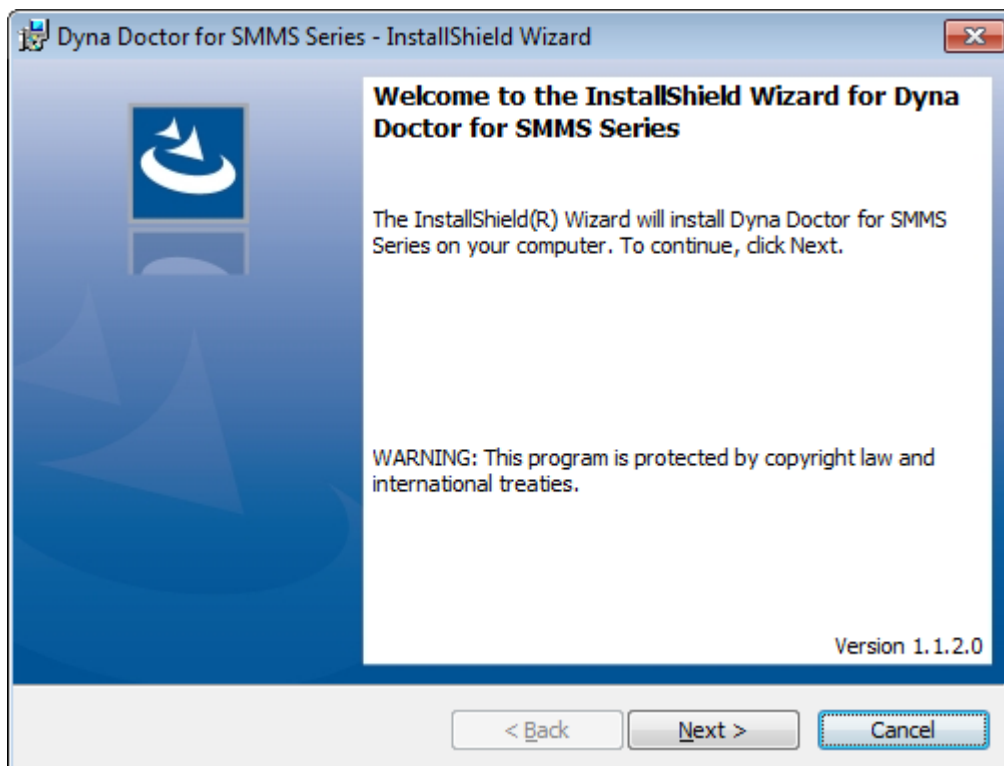 Dyna Doctor for SMMS Series - InstallShield Wizard
Welcome to the InstallShield Wizard for Dyna
Doctor for SMMS Series
The InstallShield(R) Wizard will install Dyna Doctor for SMMS
Series on your computer. To continue, click Next.
WARNING: This program is protected by copyright law and
international treaties.
Version 1.1.2.0
< Back Next > Cancel